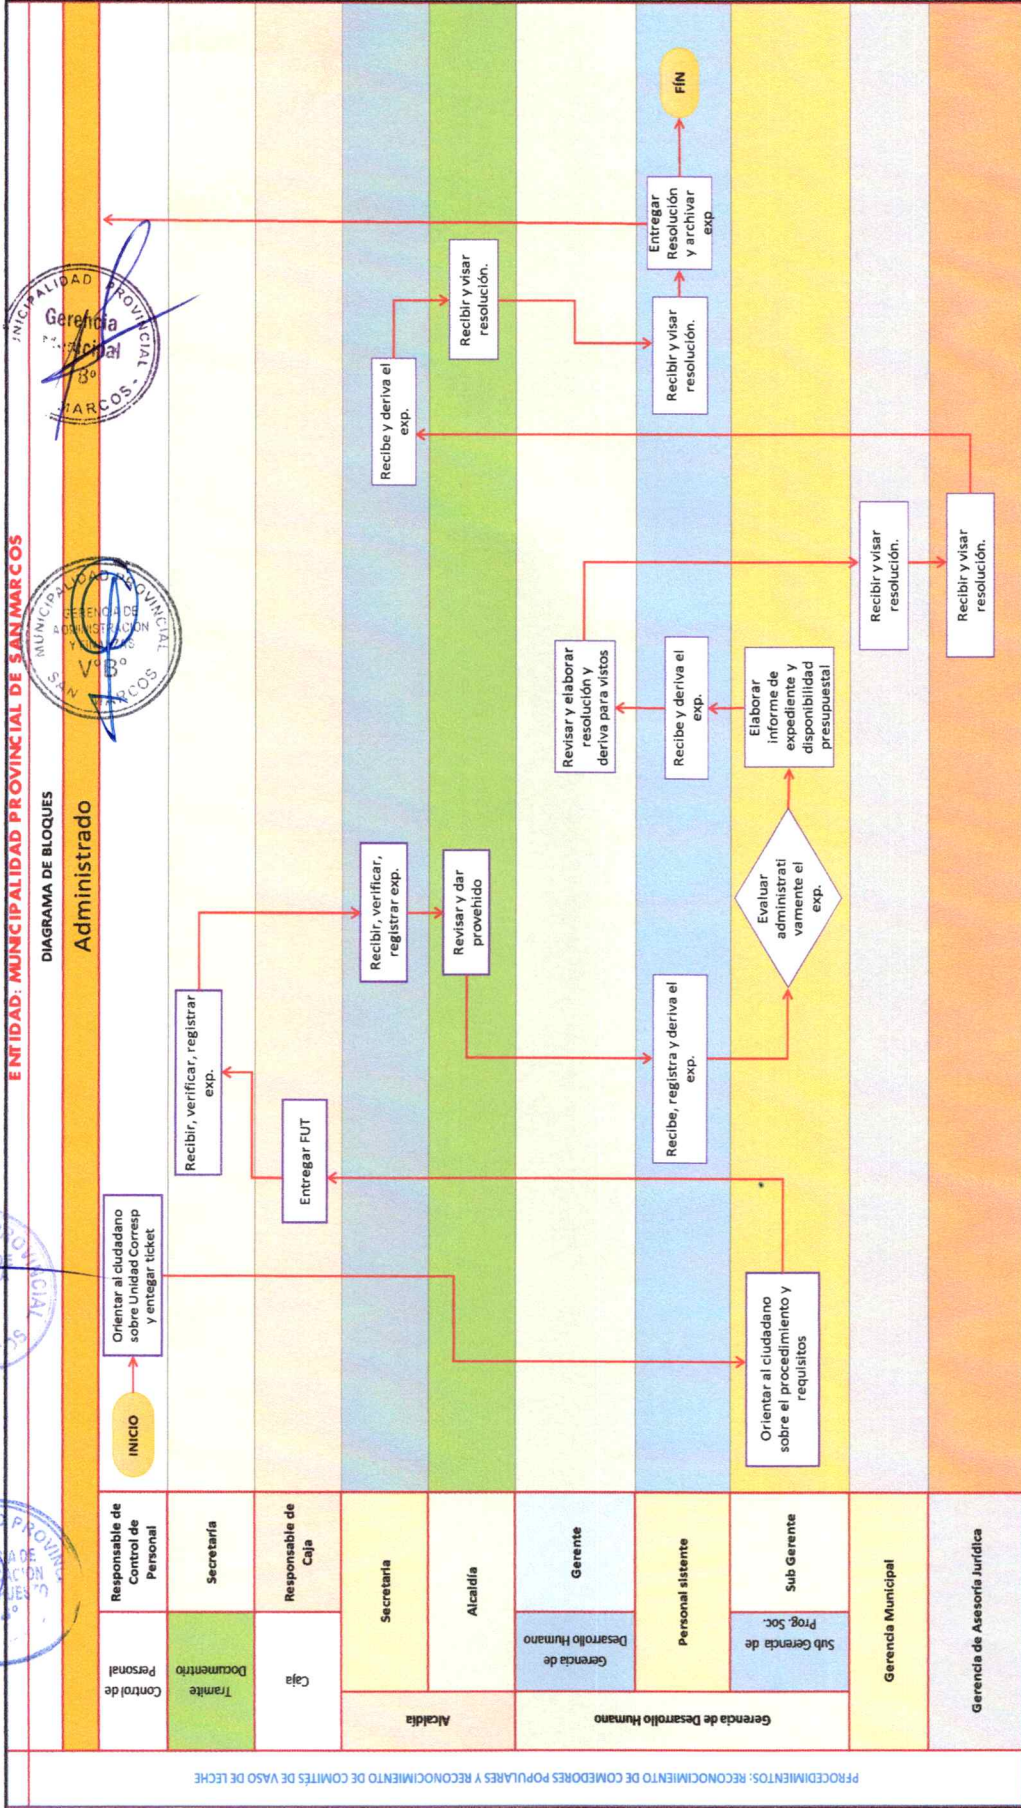 ENTIDAD: MUNICIPALIDAD PROVINCIAL DE SAN MARCOS
DIAGRAMA DE BLOQUES
Administrado
PEROCEDIMIENTOS: RECONOCIMIENTO DE COMEDORES POPULARES Y RECONOCIMIENTO DE COMITÉS DE VASO DE LECHE
Control de
Personal
Responsable de
Control de
Personal
INICIO
Orientar al ciudadano
sobre Unidad Corresp
y entegar ticket
Tramite
Documentrio
Secretaría
Recibir, verificar, registrar
exp.
Caja
Responsable de
Caja
Entregar FUT
Alcaldía
Secretaria
Recibir, verificar,
registrar exp.
Recibe y deriva el
exp.
Alcaldía
Revisar y dar
provehido
Recibir y visar
resolución.
Gerencia de Desarrollo Humano
Gerencia de
Desarrollo Humano
Gerente
Revisar y elaborar
resolución y
deriva para vistos
Personal sistente
Recibe, registra y deriva el
exp.
Recibe y deriva el
exp.
Recibir y visar
resolución.
Entregar
Resolución
y archivar
exp
FÍN
Sub Gerencia de
Prog. Soc.
Sub Gerente
Orientar al ciudadano
sobre el procedimiento y
requisitos
Evaluar
administrati
vamente el
exp.
Elaborar
informe de
expediente y
disponibilidad
presupuestal
Gerencia Municipal
Recibir y visar
resolución.
Gerencia de Asesoría Jurídica
Recibir y visar
resolución.
MUNICIPALIDAD PROVINCIAL
GERENCIA DE
ADMINISTRACIÓN
Y FINANZAS
V°B°
SAN MARCOS
PROVINCIAL
Gerencia
MARCOS